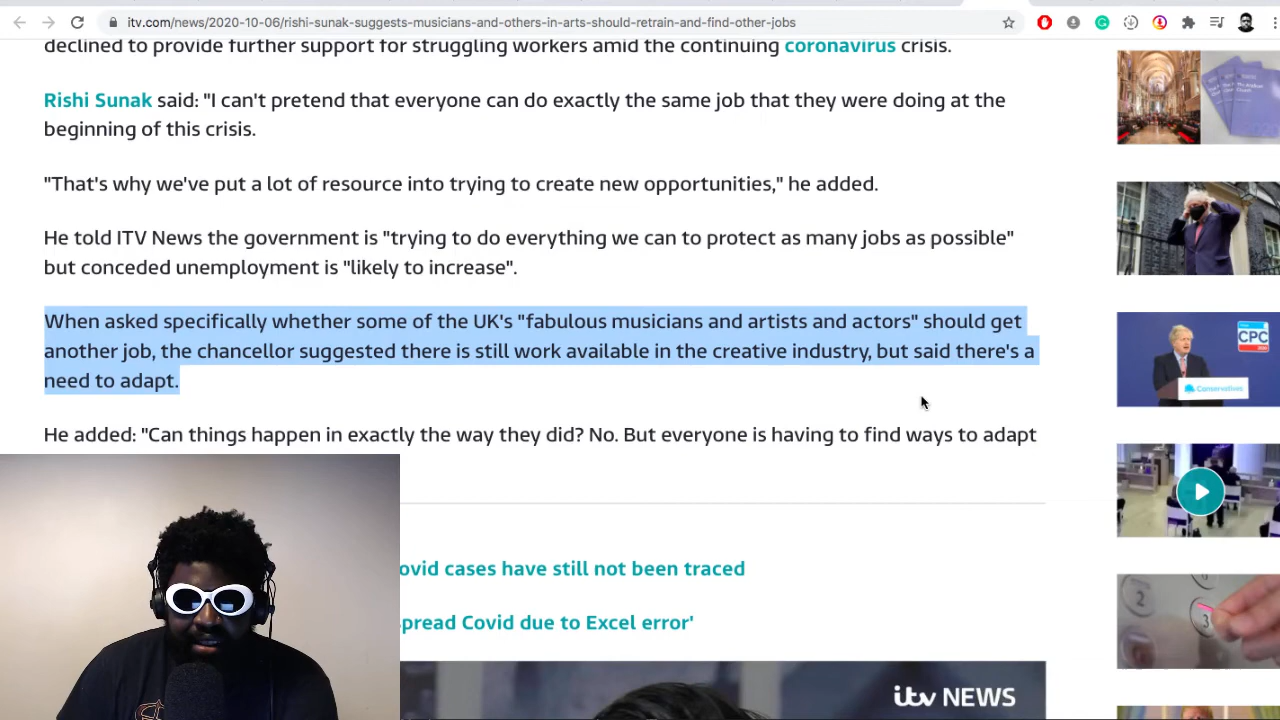 itv.com/news/2020-10-06/rishi-sunak-suggests-musicians-and-others-in-arts-should-retrain-and-find-other-jobs
declined to provide further support for struggling workers amid the continuing coronavirus crisis.
Rishi Sunak said: "I can't pretend that everyone can do exactly the same job that they were doing at the
beginning of this crisis.
"That's why we've put a lot of resource into trying to create new opportunities," he added.
He told ITV News the government is "trying to do everything we can to protect as many jobs as possible"
but conceded unemployment is "likely to increase".
When asked specifically whether some of the UK's "fabulous musicians and artists and actors" should get
another job, the chancellor suggested there is still work available in the creative industry, but said there's a
need to adapt.
He added: "Can things happen in exactly the way they did? No. But everyone is having to find ways to adapt
ovid cases have still not been traced
pread Covid due to Excel error'
itv NEWS
CPC
Conservatives
2
3